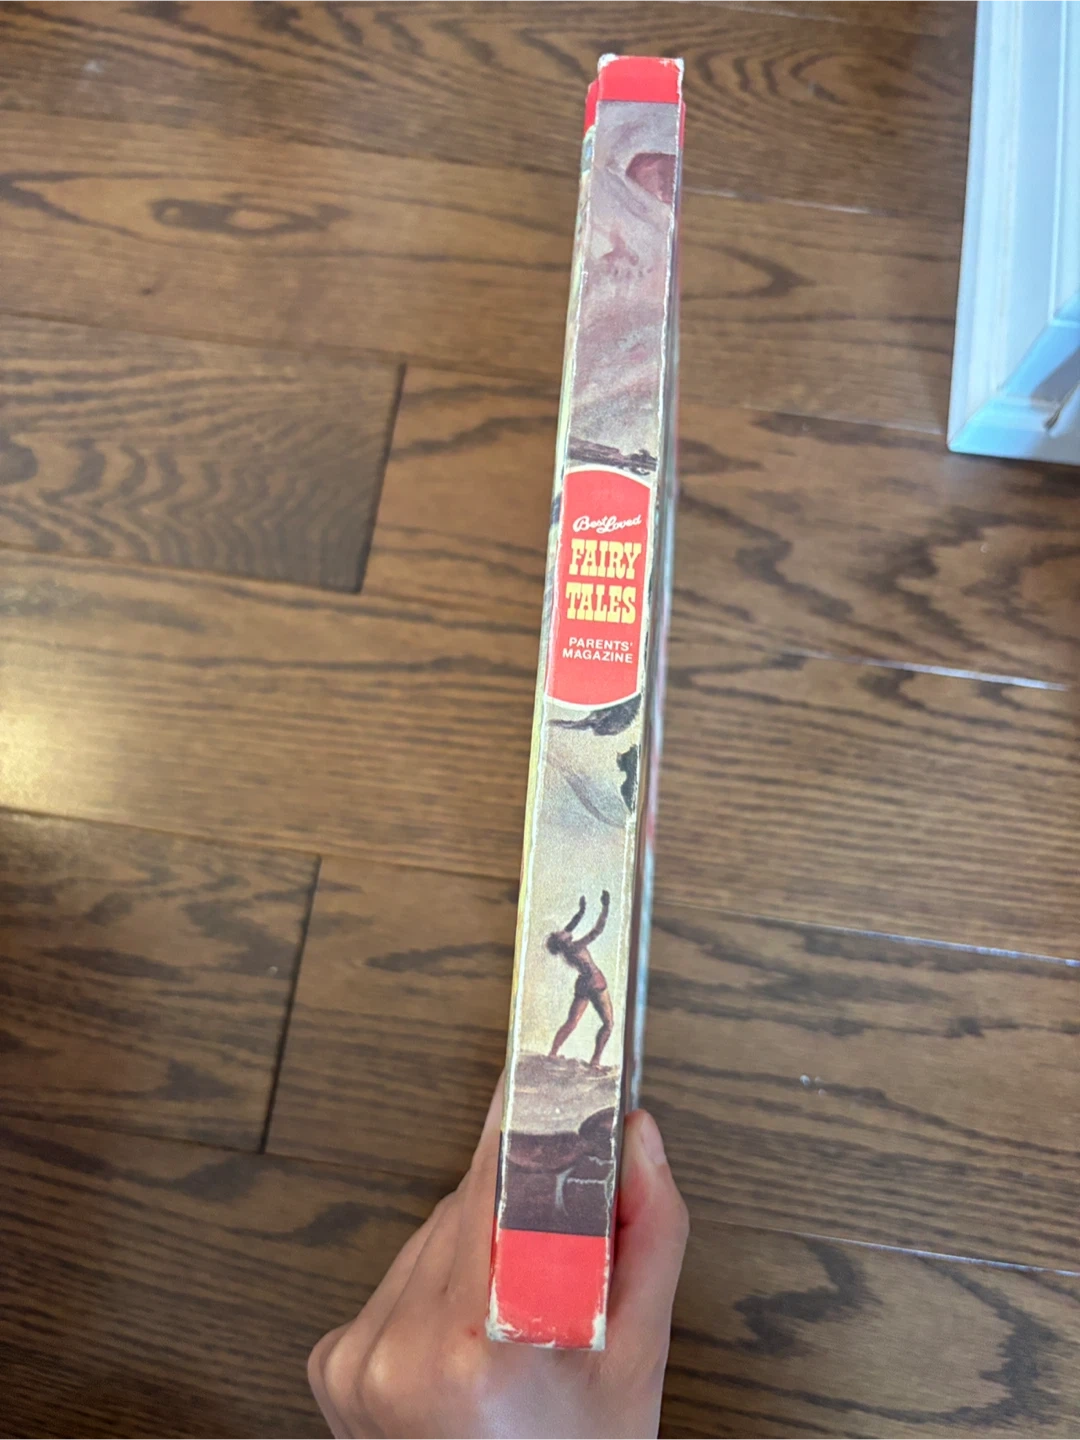 Best Loved
FAIRY
TALES
PARENTS'
MAGAZINE